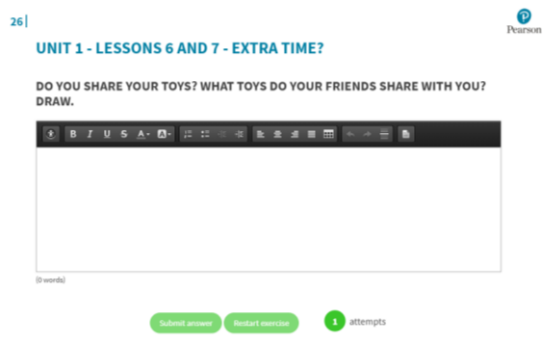 26|
Pearson
UNIT 1 - LESSONS 6 AND 7 - EXTRA TIME?
DO YOU SHARE YOUR TOYS? WHAT TOYS DO YOUR FRIENDS SHARE WITH YOU?
DRAW.
B I U S A A
(0 words)
Submit answer Restart exercise 1 attempts